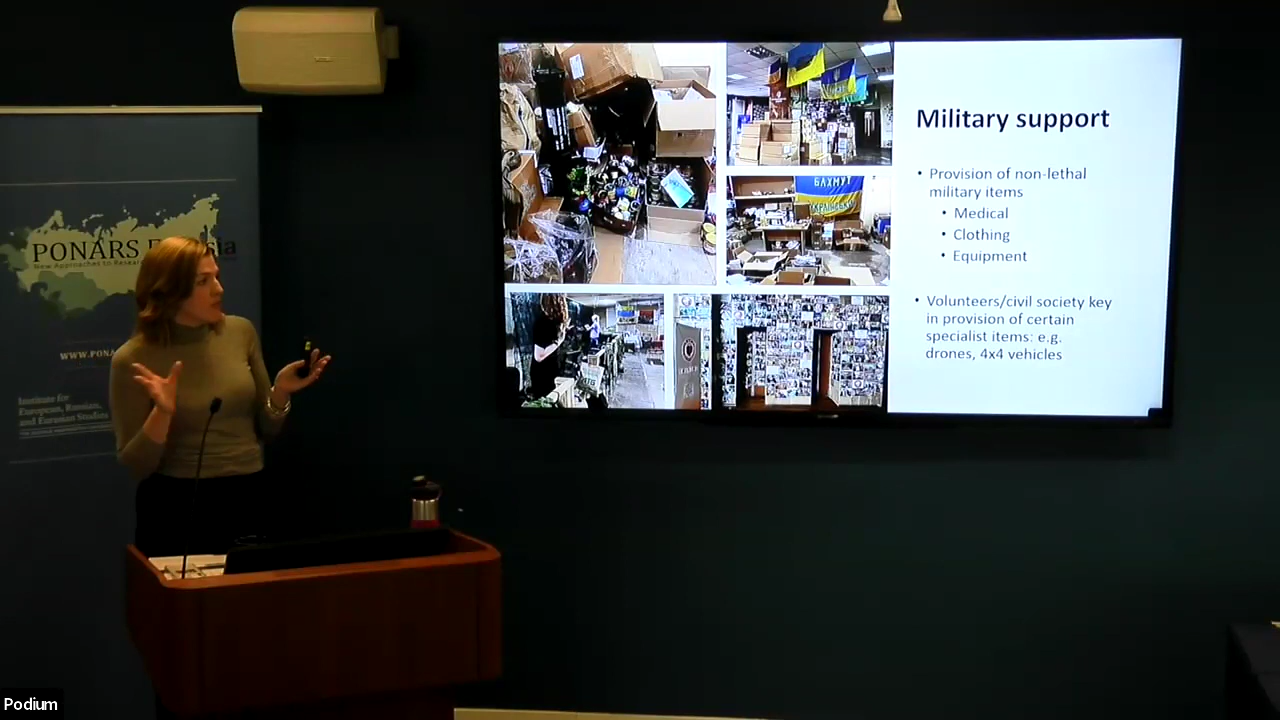 PONARS
New Approaches to Resea
WWW.PONA
Institute for
European, Russian,
and Eurasian Studies
БАХМУТ
Military support
• Provision of non-lethal
military items
• Medical
• Clothing
• Equipment
• Volunteers/civil society key
in provision of certain
specialist items: e.g.
drones, 4x4 vehicles
Podium